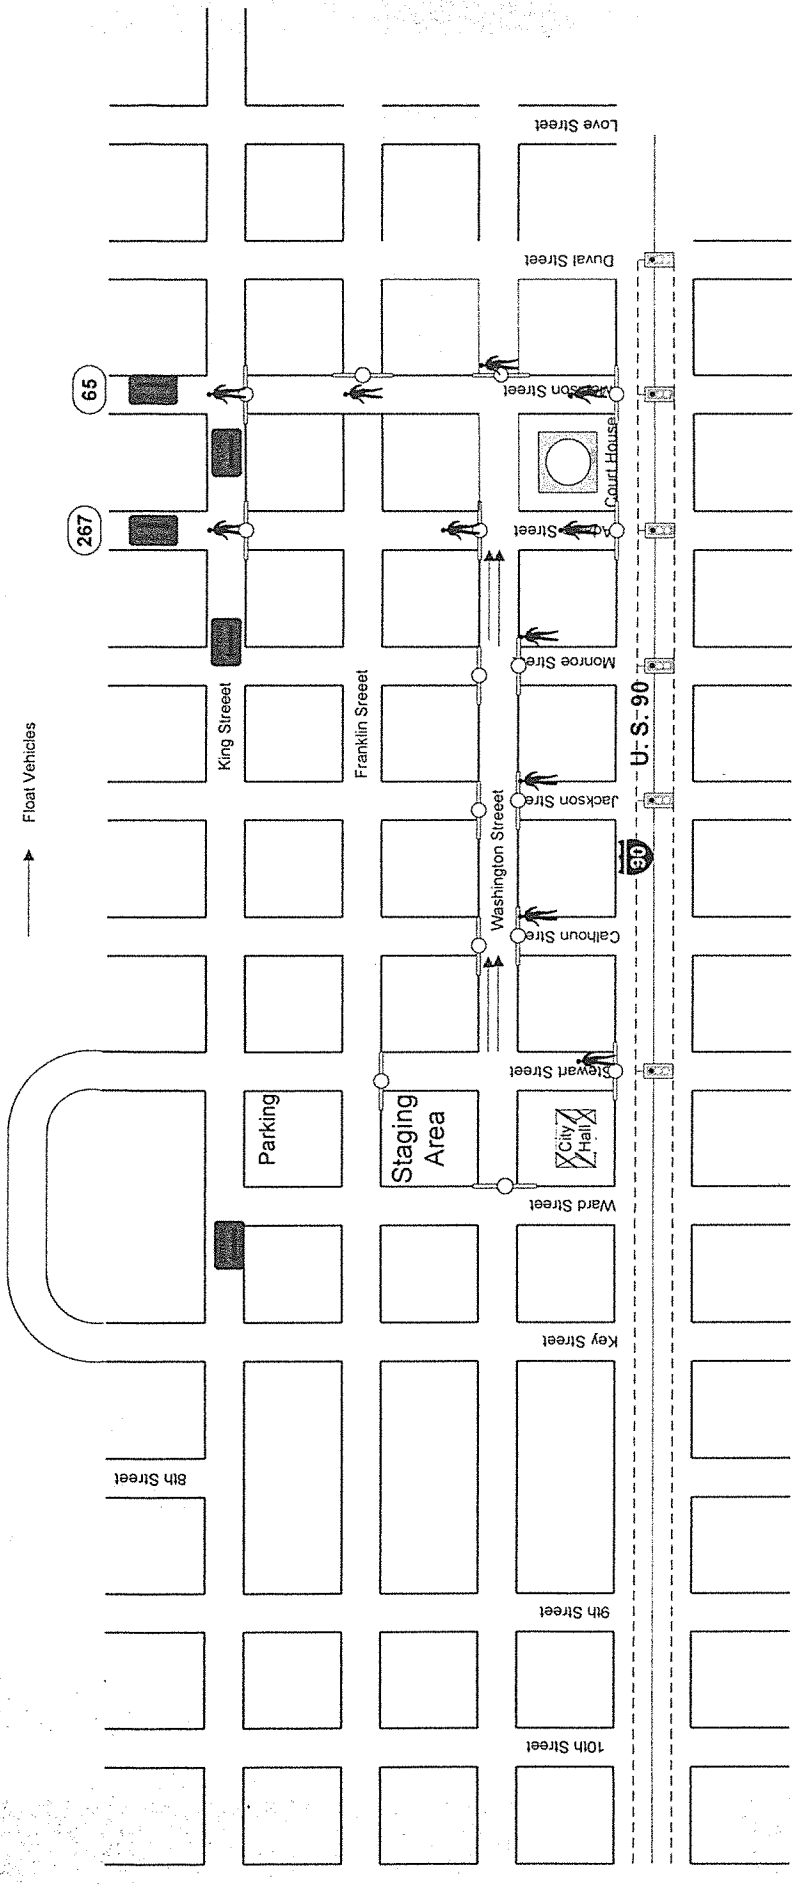 Float Vehicles
65
267
King Streeet
Franklin Sreeet
Washington Streeet
U. S. 90
90
Love Street
Duval Street
Street
Court House
Street
Monroe Stre
Jackson Stre
Calhoun Stre
Stewart Street
Parking
Staging
Area
City
Hall
Ward Street
Key Street
8th Street
9th Street
10th Street